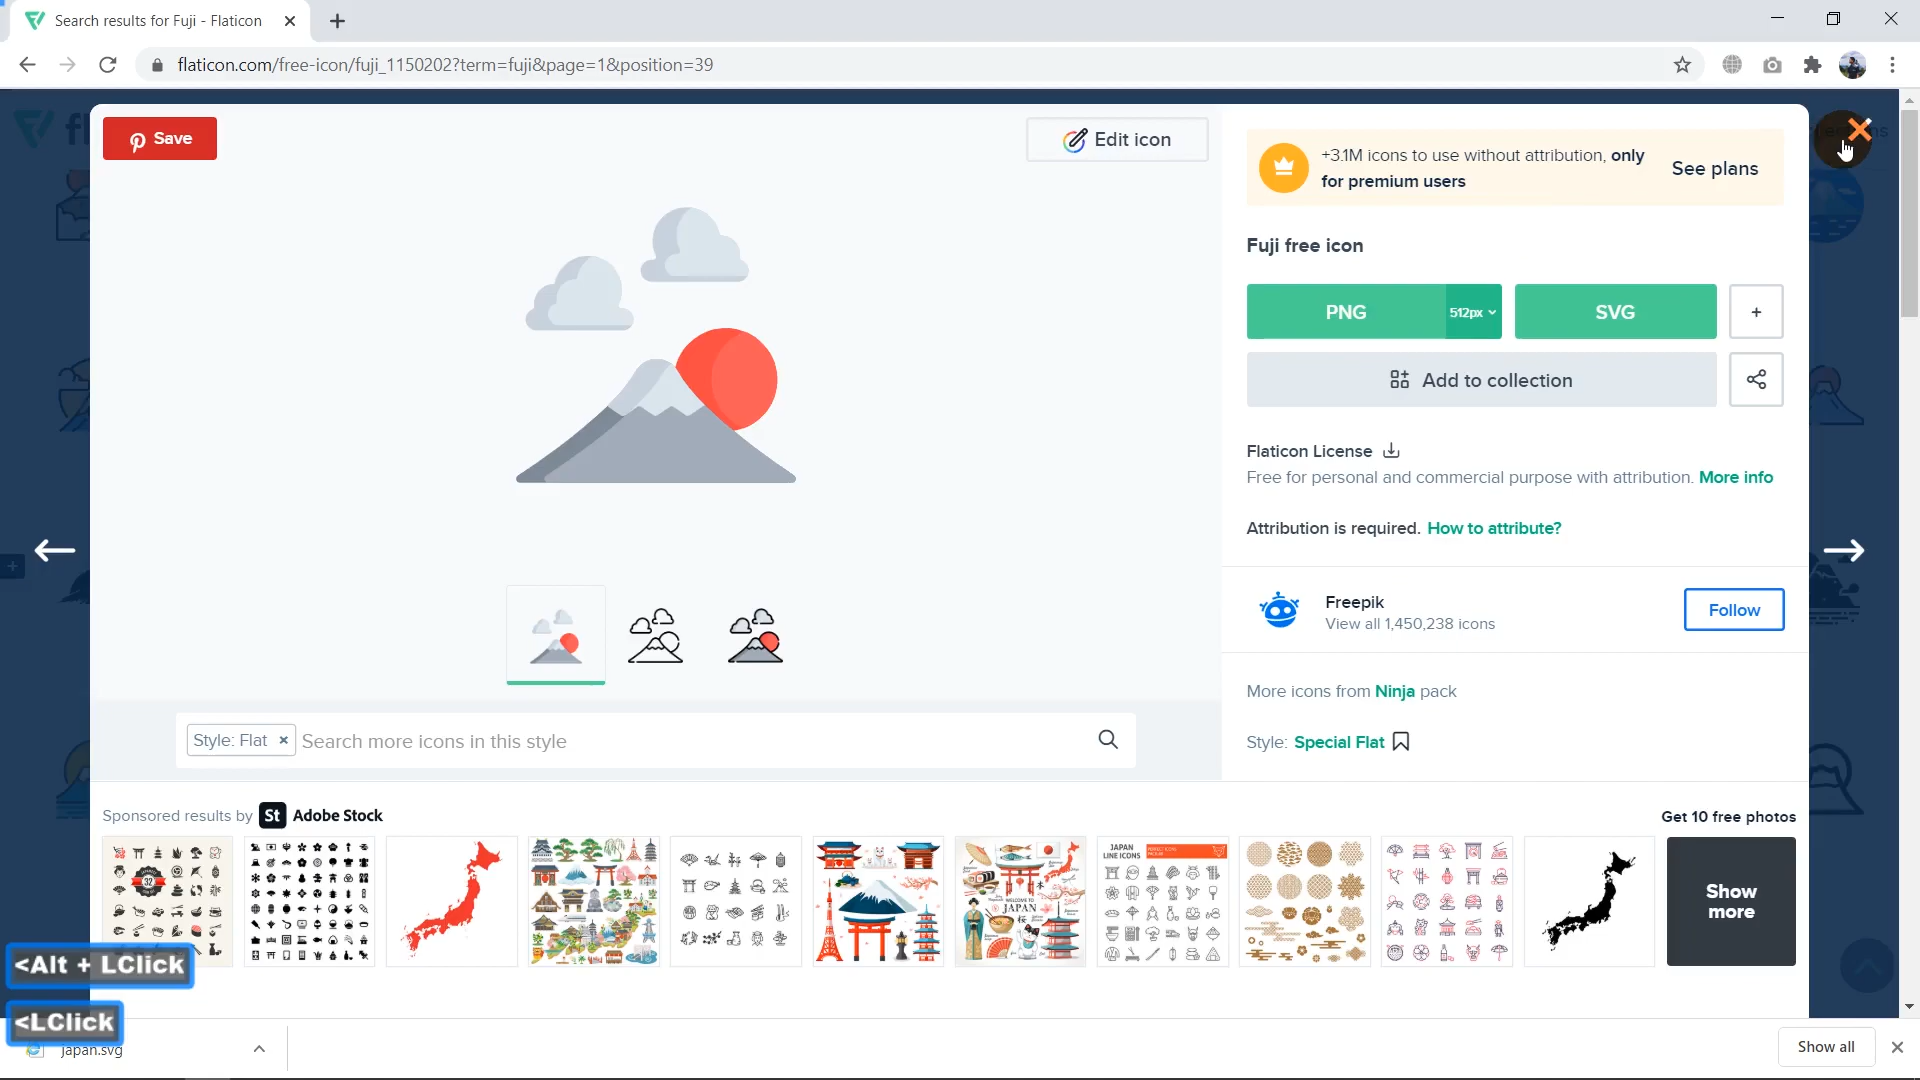 Search results for Fuji - Flaticon
flaticon.com/free-icon/fuji_1150202?term=fuji&page=1&position=39
Save
Edit icon
+3.1M icons to use without attribution, only
for premium users
See plans
Fuji free icon
PNG
512px
SVG
+
Add to collection
Flaticon License
Free for personal and commercial purpose with attribution. More info
Attribution is required. How to attribute?
Freepik
View all 1,450,238 icons
Follow
More icons from Ninja pack
Style: Flat ×
Search more icons in this style
Style: Special Flat
Sponsored results by St Adobe Stock
Get 10 free photos
32
WELCOME TO
JAPAN
JAPAN
LINE ICONS
Show
more
<Alt + LClick
<LClick
japan.svg
Show all